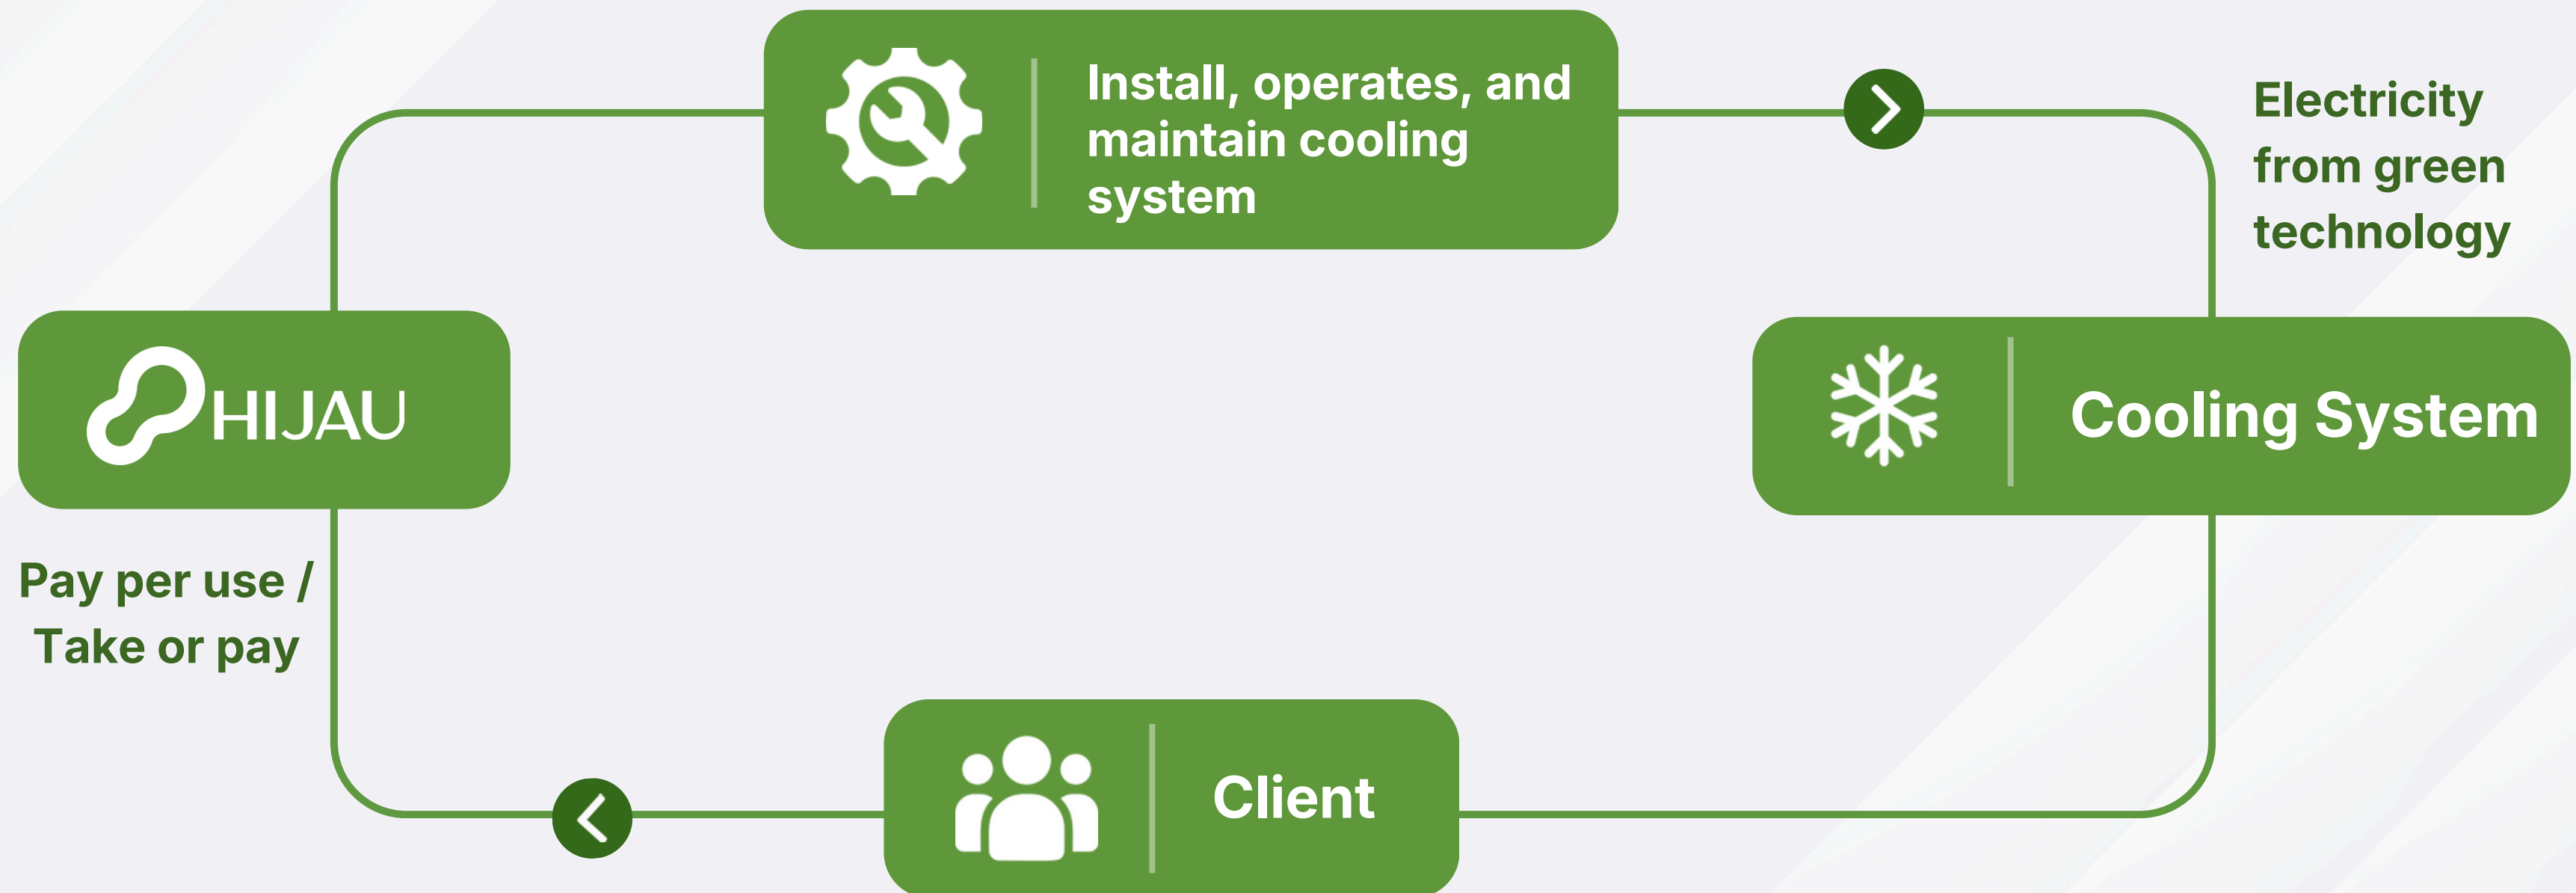 Install, operates, and
maintain cooling
system
Electricity
from green
technology
HIJAU
Cooling System
Pay per use /
Take or pay
Client